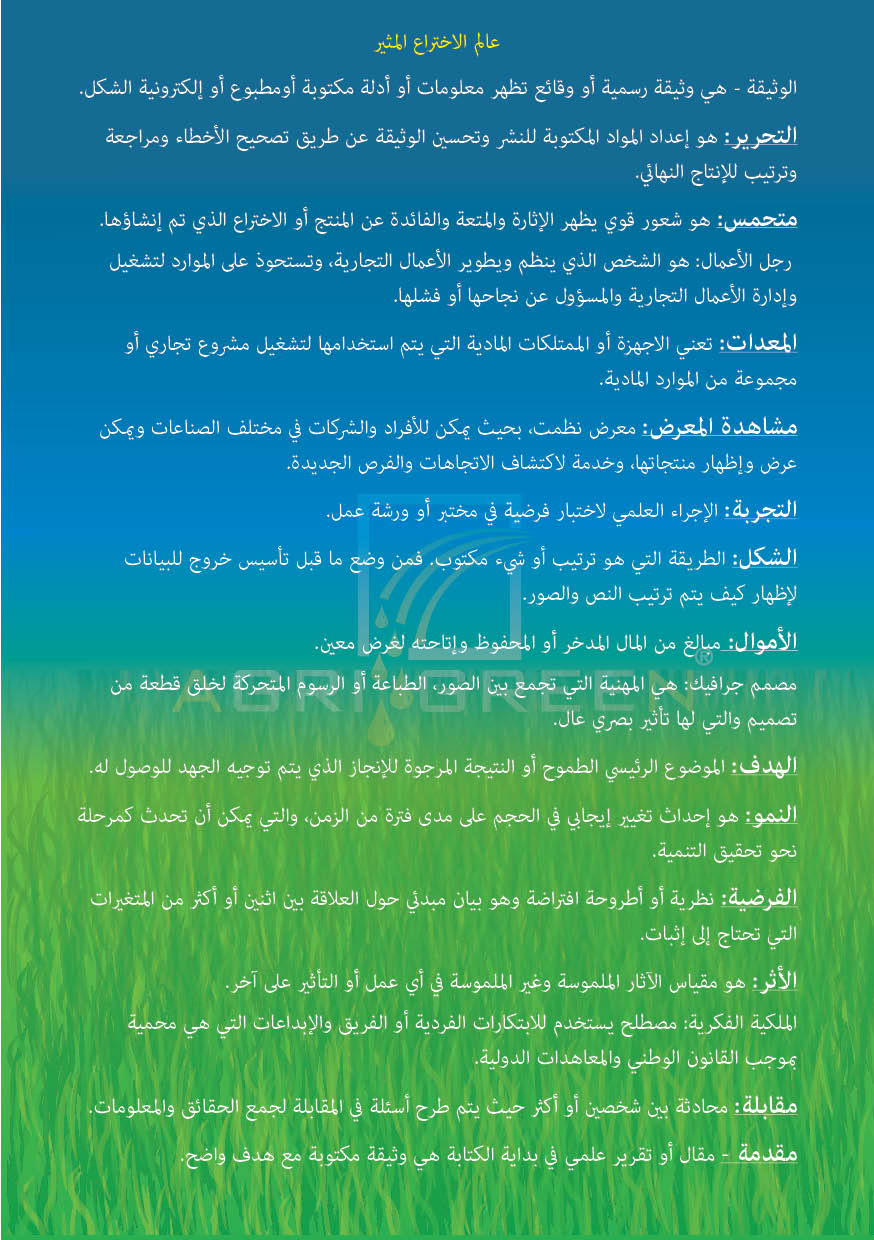 عالم الاختراع المثير
الوثيقة - هي وثيقة رسمية أو وقائع تظهر معلومات أو أدلة مكتوبة أومطبوع أو إلكترونية الشكل.
التحرير: هو إعداد المواد المكتوبة للنشر وتحسين الوثيقة عن طريق تصحيح الأخطاء ومراجعة
وترتيب للإنتاج النهائي.
متحمس: هو شعور قوي يظهر الإثارة والمتعة والفائدة عن المنتج أو الاختراع الذي تم إنشاؤها.
رجل الأعمال: هو الشخص الذي ينظم ويطوير الأعمال التجارية، وتستحوذ على الموارد لتشغيل
وإدارة الأعمال التجارية والمسؤول عن نجاحها أو فشلها.
المعدات: تعني الاجهزة أو الممتلكات المادية التي يتم استخدامها لتشغيل مشروع تجاري أو
مجموعة من الموارد المادية.
مشاهدة المعرض: معرض نظمت، بحيث يمكن للأفراد والشركات في مختلف الصناعات ويمكن
عرض وإظهار منتجاتها، وخدمة لاكتشاف الاتجاهات والفرص الجديدة.
التجربة: الإجراء العلمي لاختبار فرضية في مختبر أو ورشة عمل.
الشكل: الطريقة التي هو ترتيب أو شيء مكتوب. فمن وضع ما قبل تأسيس خروج للبيانات
لإظهار كيف يتم ترتيب النص والصور.
الأموال: مبالغ من المال المدخر أو المحفوظ وإتاحته لغرض معين.
AGRIGREEN®
مصمم جرافيك: هي المهنية التي تجمع بين الصور، الطباعة أو الرسوم المتحركة لخلق قطعة من
تصميم والتي لها تأثير بصري عال.
الهدف: الموضوع الرئيسي الطموح أو النتيجة المرجوة للإنجاز الذي يتم توجيه الجهد للوصول له.
النمو: هو إحداث تغيير إيجابي في الحجم على مدى فترة من الزمن، والتي يمكن أن تحدث كمرحلة
نحو تحقيق التنمية.
الفرضية: نظرية أو أطروحة افتراضة وهو بيان مبدئي حول العلاقة بين اثنين أو أكثر من المتغيرات
التي تحتاج إلى إثبات.
الأثر: هو مقياس الآثار الملموسة وغير الملموسة في أي عمل أو التأثير على آخر.
الملكية الفكرية: مصطلح يستخدم للابتكارات الفردية أو الفريق والإبداعات التي هي محمية
بموجب القانون الوطني والمعاهدات الدولية.
مقابلة: محادثة بين شخصين أو أكثر حيث يتم طرح أسئلة في المقابلة لجمع الحقائق والمعلومات.
مقدمة - مقال أو تقرير علمي في بداية الكتابة هي وثيقة مكتوبة مع هدف واضح.